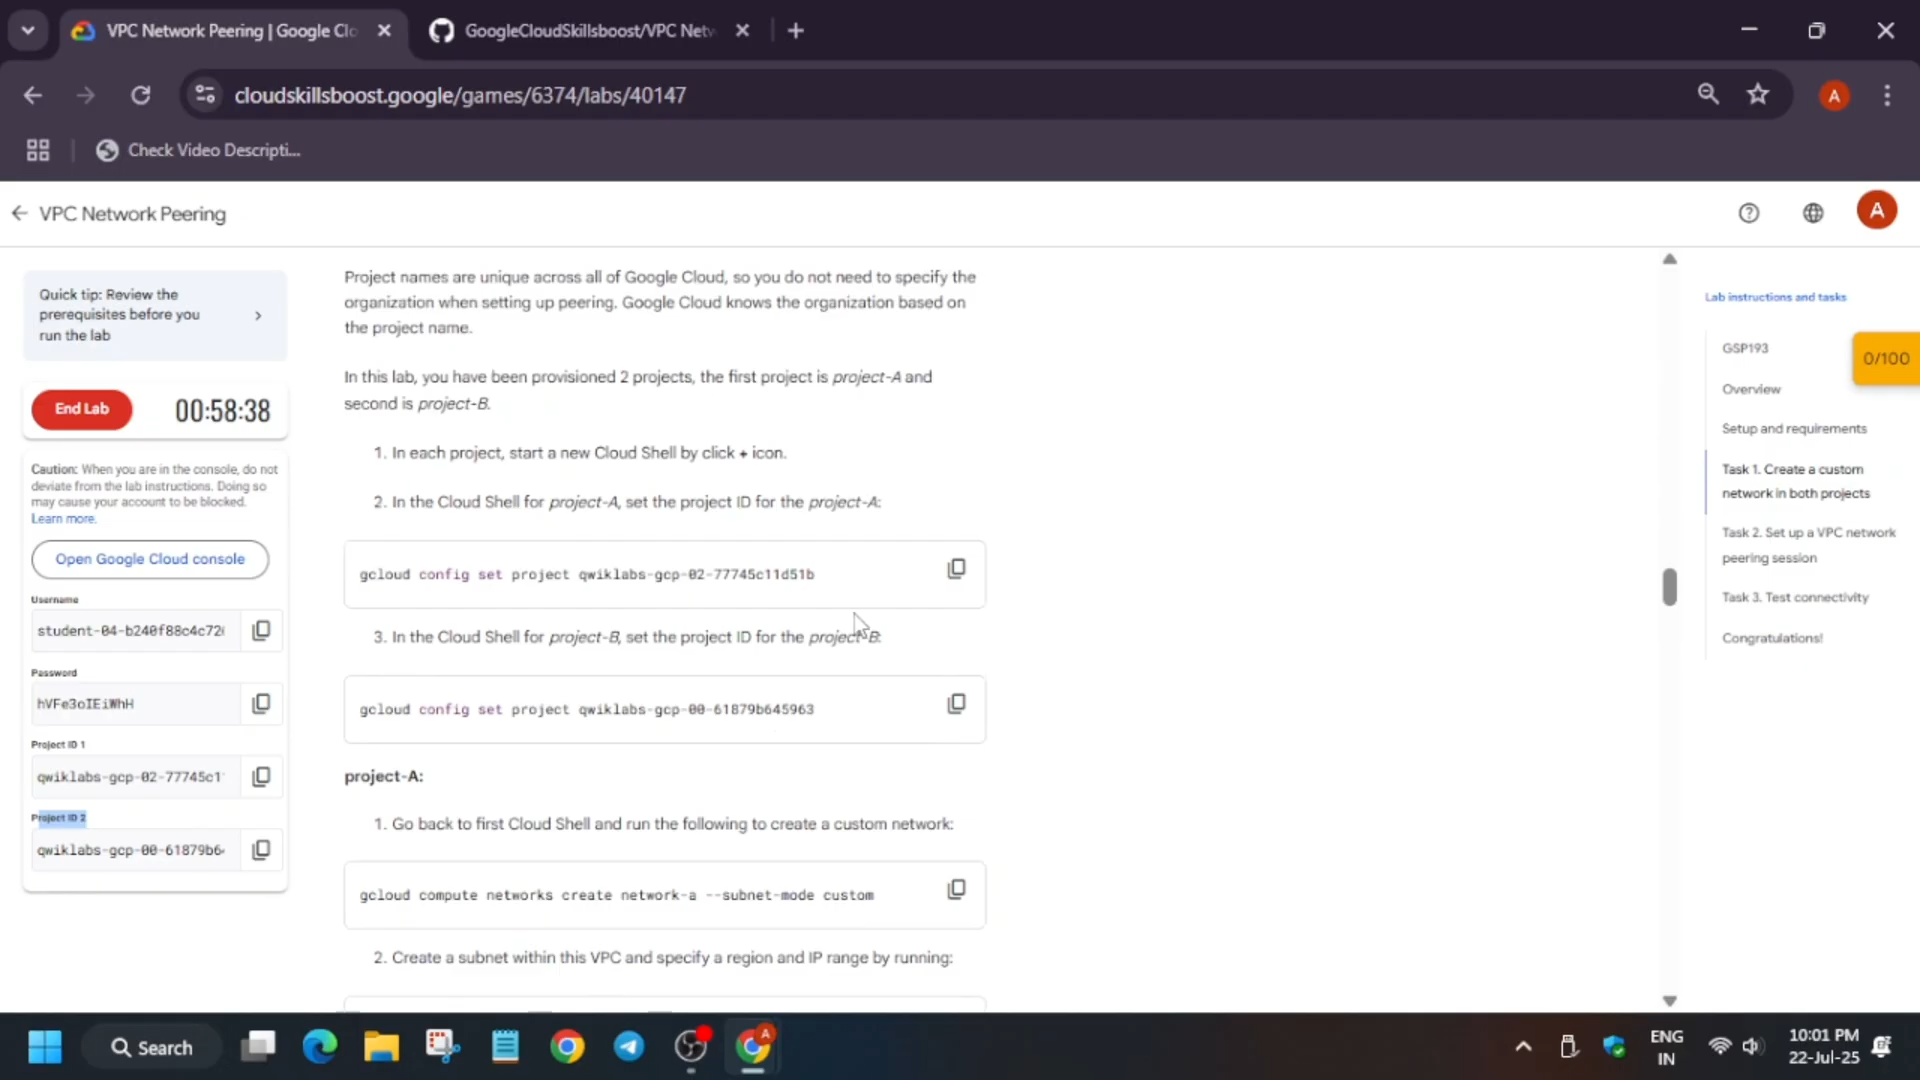 VPC Network Peering | Google Clo
GoogleCloudSkillsboost/VPC Netw
cloudskillsboost.google/games/6374/labs/40147
A
Check Video Descripti...
VPC Network Peering
A
Quick tip: Review the
prerequisites before you
run the lab
End Lab
00:58:38
Caution: When you are in the console, do not
deviate from the lab instructions. Doing so
may cause your account to be blocked.
Learn more.
Open Google Cloud console
Username
student-04-b240f88c4c72
Password
hVFe3oIEiWhH
Project ID 1
qwiklabs-gcp-02-77745c1
Project ID 2
qwiklabs-gcp-00-61879b6
Project names are unique across all of Google Cloud, so you do not need to specify the
organization when setting up peering. Google Cloud knows the organization based on
the project name.
In this lab, you have been provisioned 2 projects, the first project is project-A and
second is project-B.
1. In each project, start a new Cloud Shell by click + icon.
2. In the Cloud Shell for project-A, set the project ID for the project-A:
gcloud config set project qwiklabs-gcp-02-77745c11d51b
3. In the Cloud Shell for project-B, set the project ID for the project-B:
gcloud config set project qwiklabs-gcp-00-61879b645963
project-A:
1. Go back to first Cloud Shell and run the following to create a custom network:
gcloud compute networks create network-a --subnet-mode custom
2. Create a subnet within this VPC and specify a region and IP range by running:
Lab instructions and tasks
GSP193
0/100
Overview
Setup and requirements
Task 1. Create a custom
network in both projects
Task 2. Set up a VPC network
peering session
Task 3. Test connectivity
Congratulations!
Search
A
ENG
IN
10:01 PM
22-Jul-25